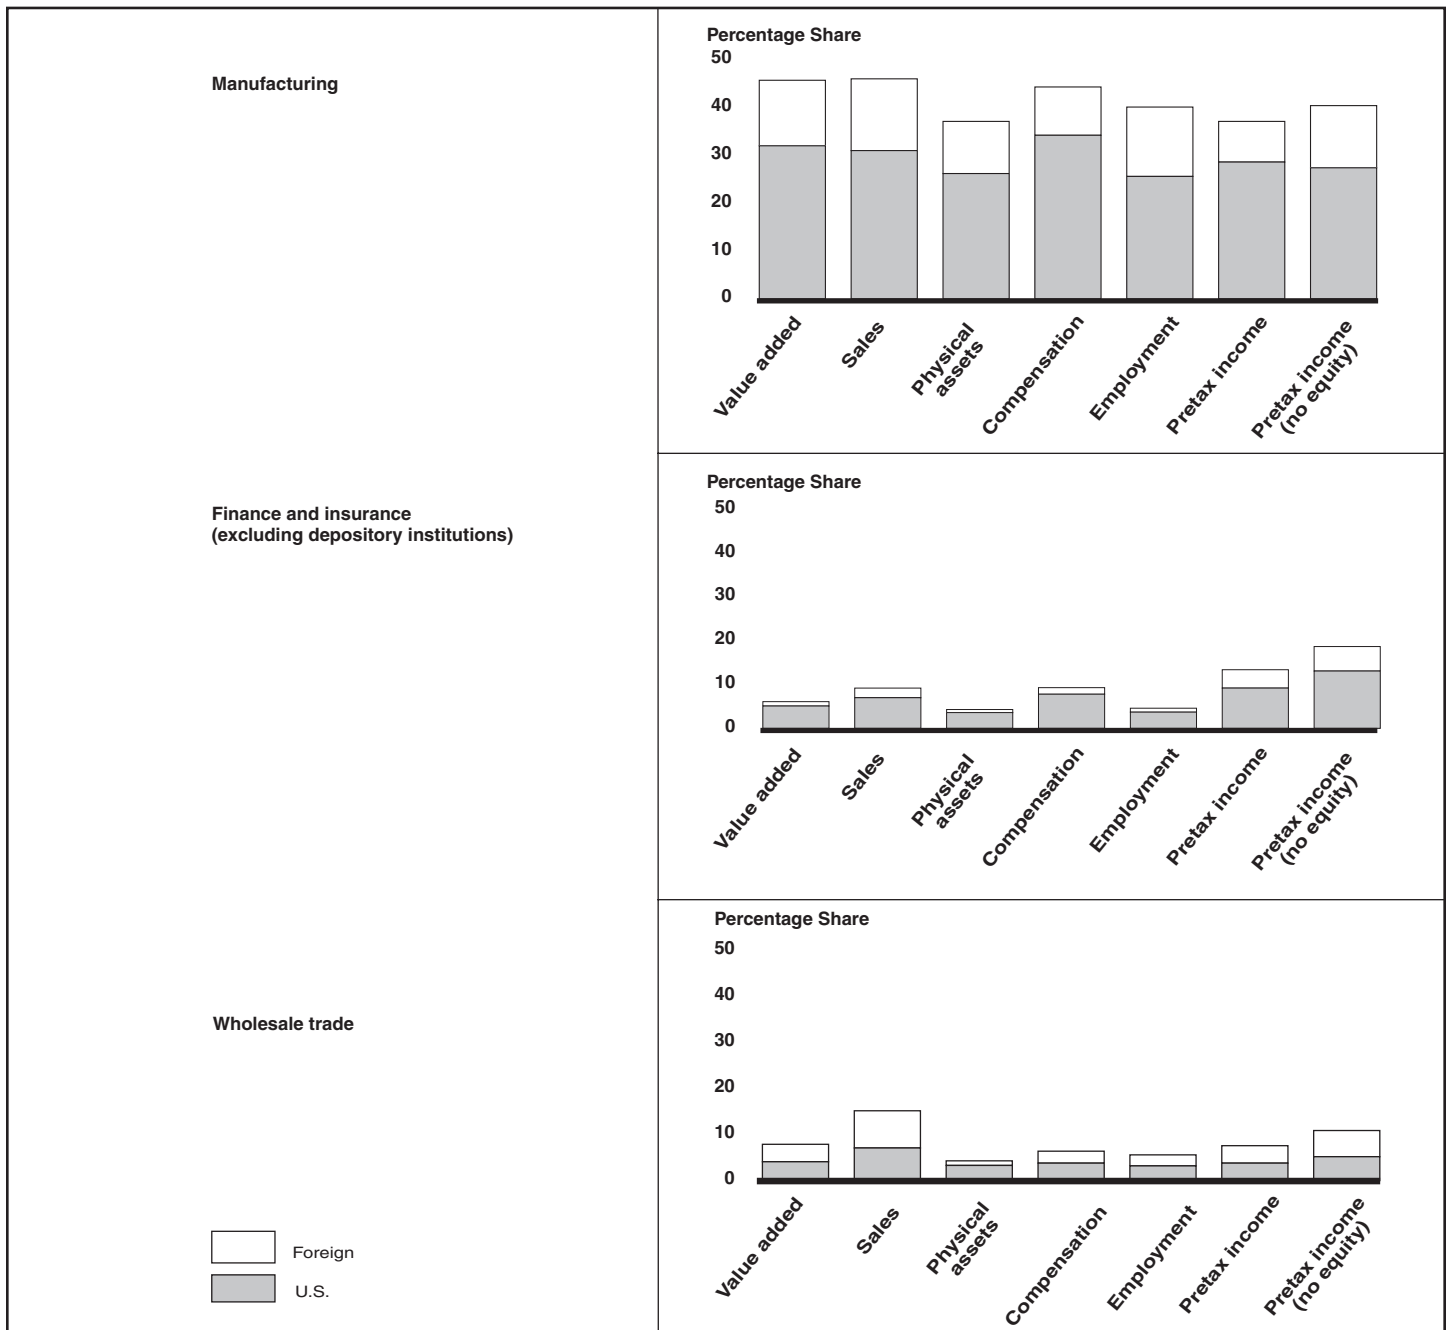 Manufacturing
Percentage Share
50
40
30
20
10
0
Value added
Sales
Physical
assets
Compensation
Employment
Pretax income
Pretax income
(no equity)
Finance and insurance
(excluding depository institutions)
Percentage Share
50
40
30
20
10
0
Value added
Sales
Physical
assets
Compensation
Employment
Pretax income
Pretax income
(no equity)
Wholesale trade
Percentage Share
50
40
30
20
10
0
Value added
Sales
Physical
assets
Compensation
Employment
Pretax income
Pretax income
(no equity)
Foreign
U.S.